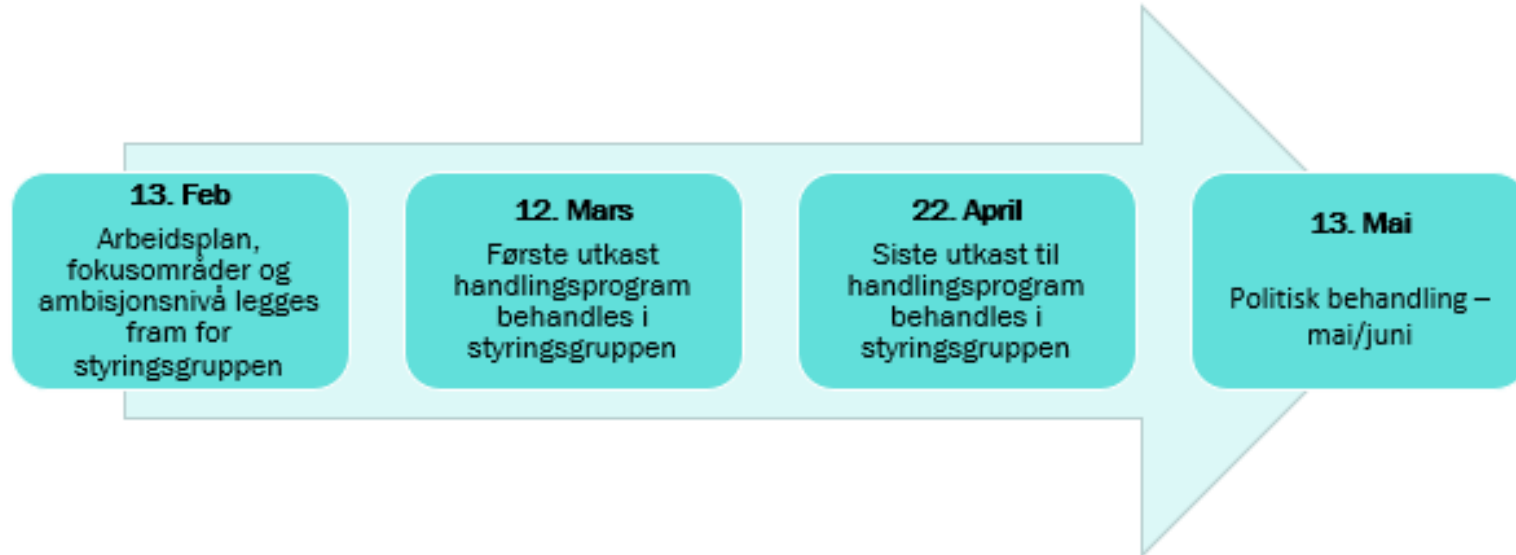 13. Feb
Arbeidsplan,
fokusområder og
ambisjonsnivå legges
fram for
styringsgruppen
12. Mars
Første utkast
handlingsprogram
behandles i
styringsgruppen
22. April
Siste utkast til
handlingsprogram
behandles i
styringsgruppen
13. Mai
Politisk behandling –
mai/juni